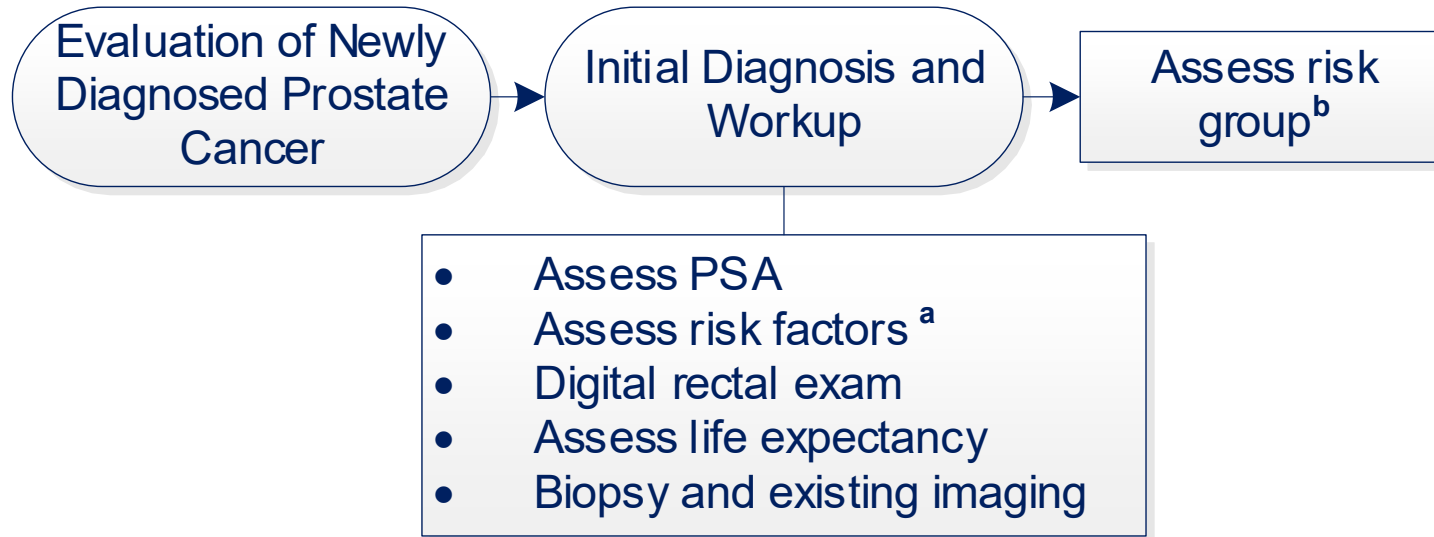 Evaluation of Newly
Diagnosed Prostate
Cancer
Initial Diagnosis and
Workup
Assess risk
group^b
• Assess PSA
• Assess risk factors ^a
• Digital rectal exam
• Assess life expectancy
• Biopsy and existing imaging